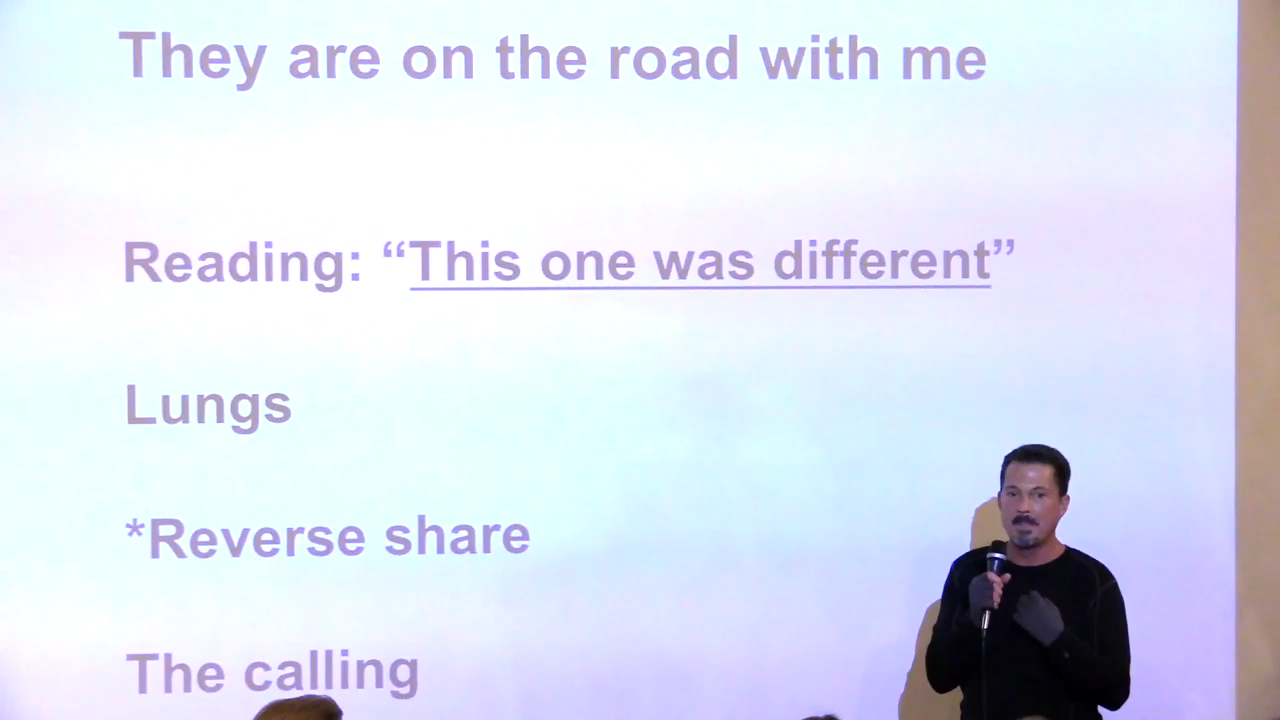 They are on the road with me
Reading: “This one was different”
Lungs
*Reverse share
The calling